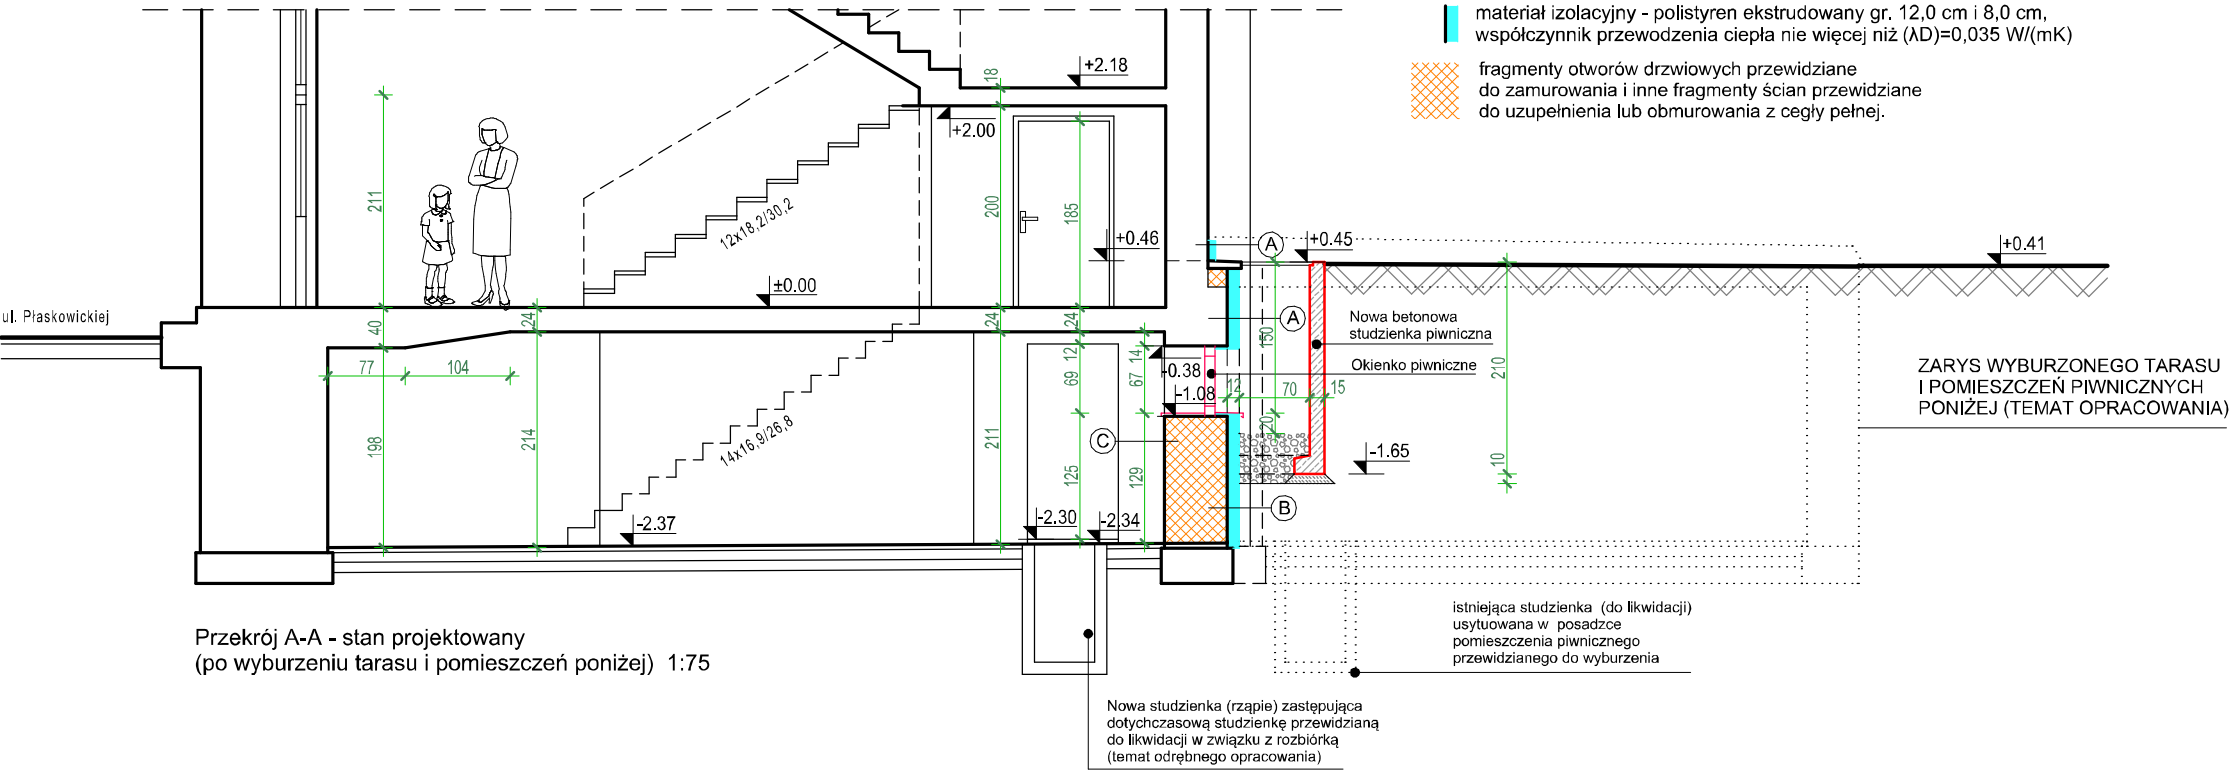 materiał izolacyjny - polistyren ekstrudowany gr. 12,0 cm i 8,0 cm,
współczynnik przewodzenia ciepła nie więcej niż (λD)=0,035 W/(mK)
fragmenty otworów drzwiowych przewidziane
do zamurowania i inne fragmenty ścian przewidziane
do uzupełnienia lub obmurowania z cegły pełnej.
+2.18
18
+2.00
211
200
185
12x18,2/30,2
+0.46
A
+0.45
+0.41
±0.00
ul. Płaskowickiej
40
24
24
24
A
150
Nowa betonowa
studzienka piwniczna
Okienko piwniczne
210
77
104
12
14
69
67
-0.38
-1.08
12
70
15
20
ZARYS WYBURZONEGO TARASU
I POMIESZCZEŃ PIWNICZNYCH
PONIŻEJ (TEMAT OPRACOWANIA)
198
214
14x16,9/26,8
211
C
125
129
-1.65
10
B
-2.37
-2.30
-2.34
Przekrój A-A - stan projektowany
(po wyburzeniu tarasu i pomieszczeń poniżej) 1:75
istniejąca studzienka (do likwidacji)
usytuowana w posadzce
pomieszczenia piwnicznego
przewidzianego do wyburzenia
Nowa studzienka (rząpie) zastępująca
dotychczasową studzienkę przewidzianą
do likwidacji w związku z rozbiórką
(temat odrębnego opracowania)